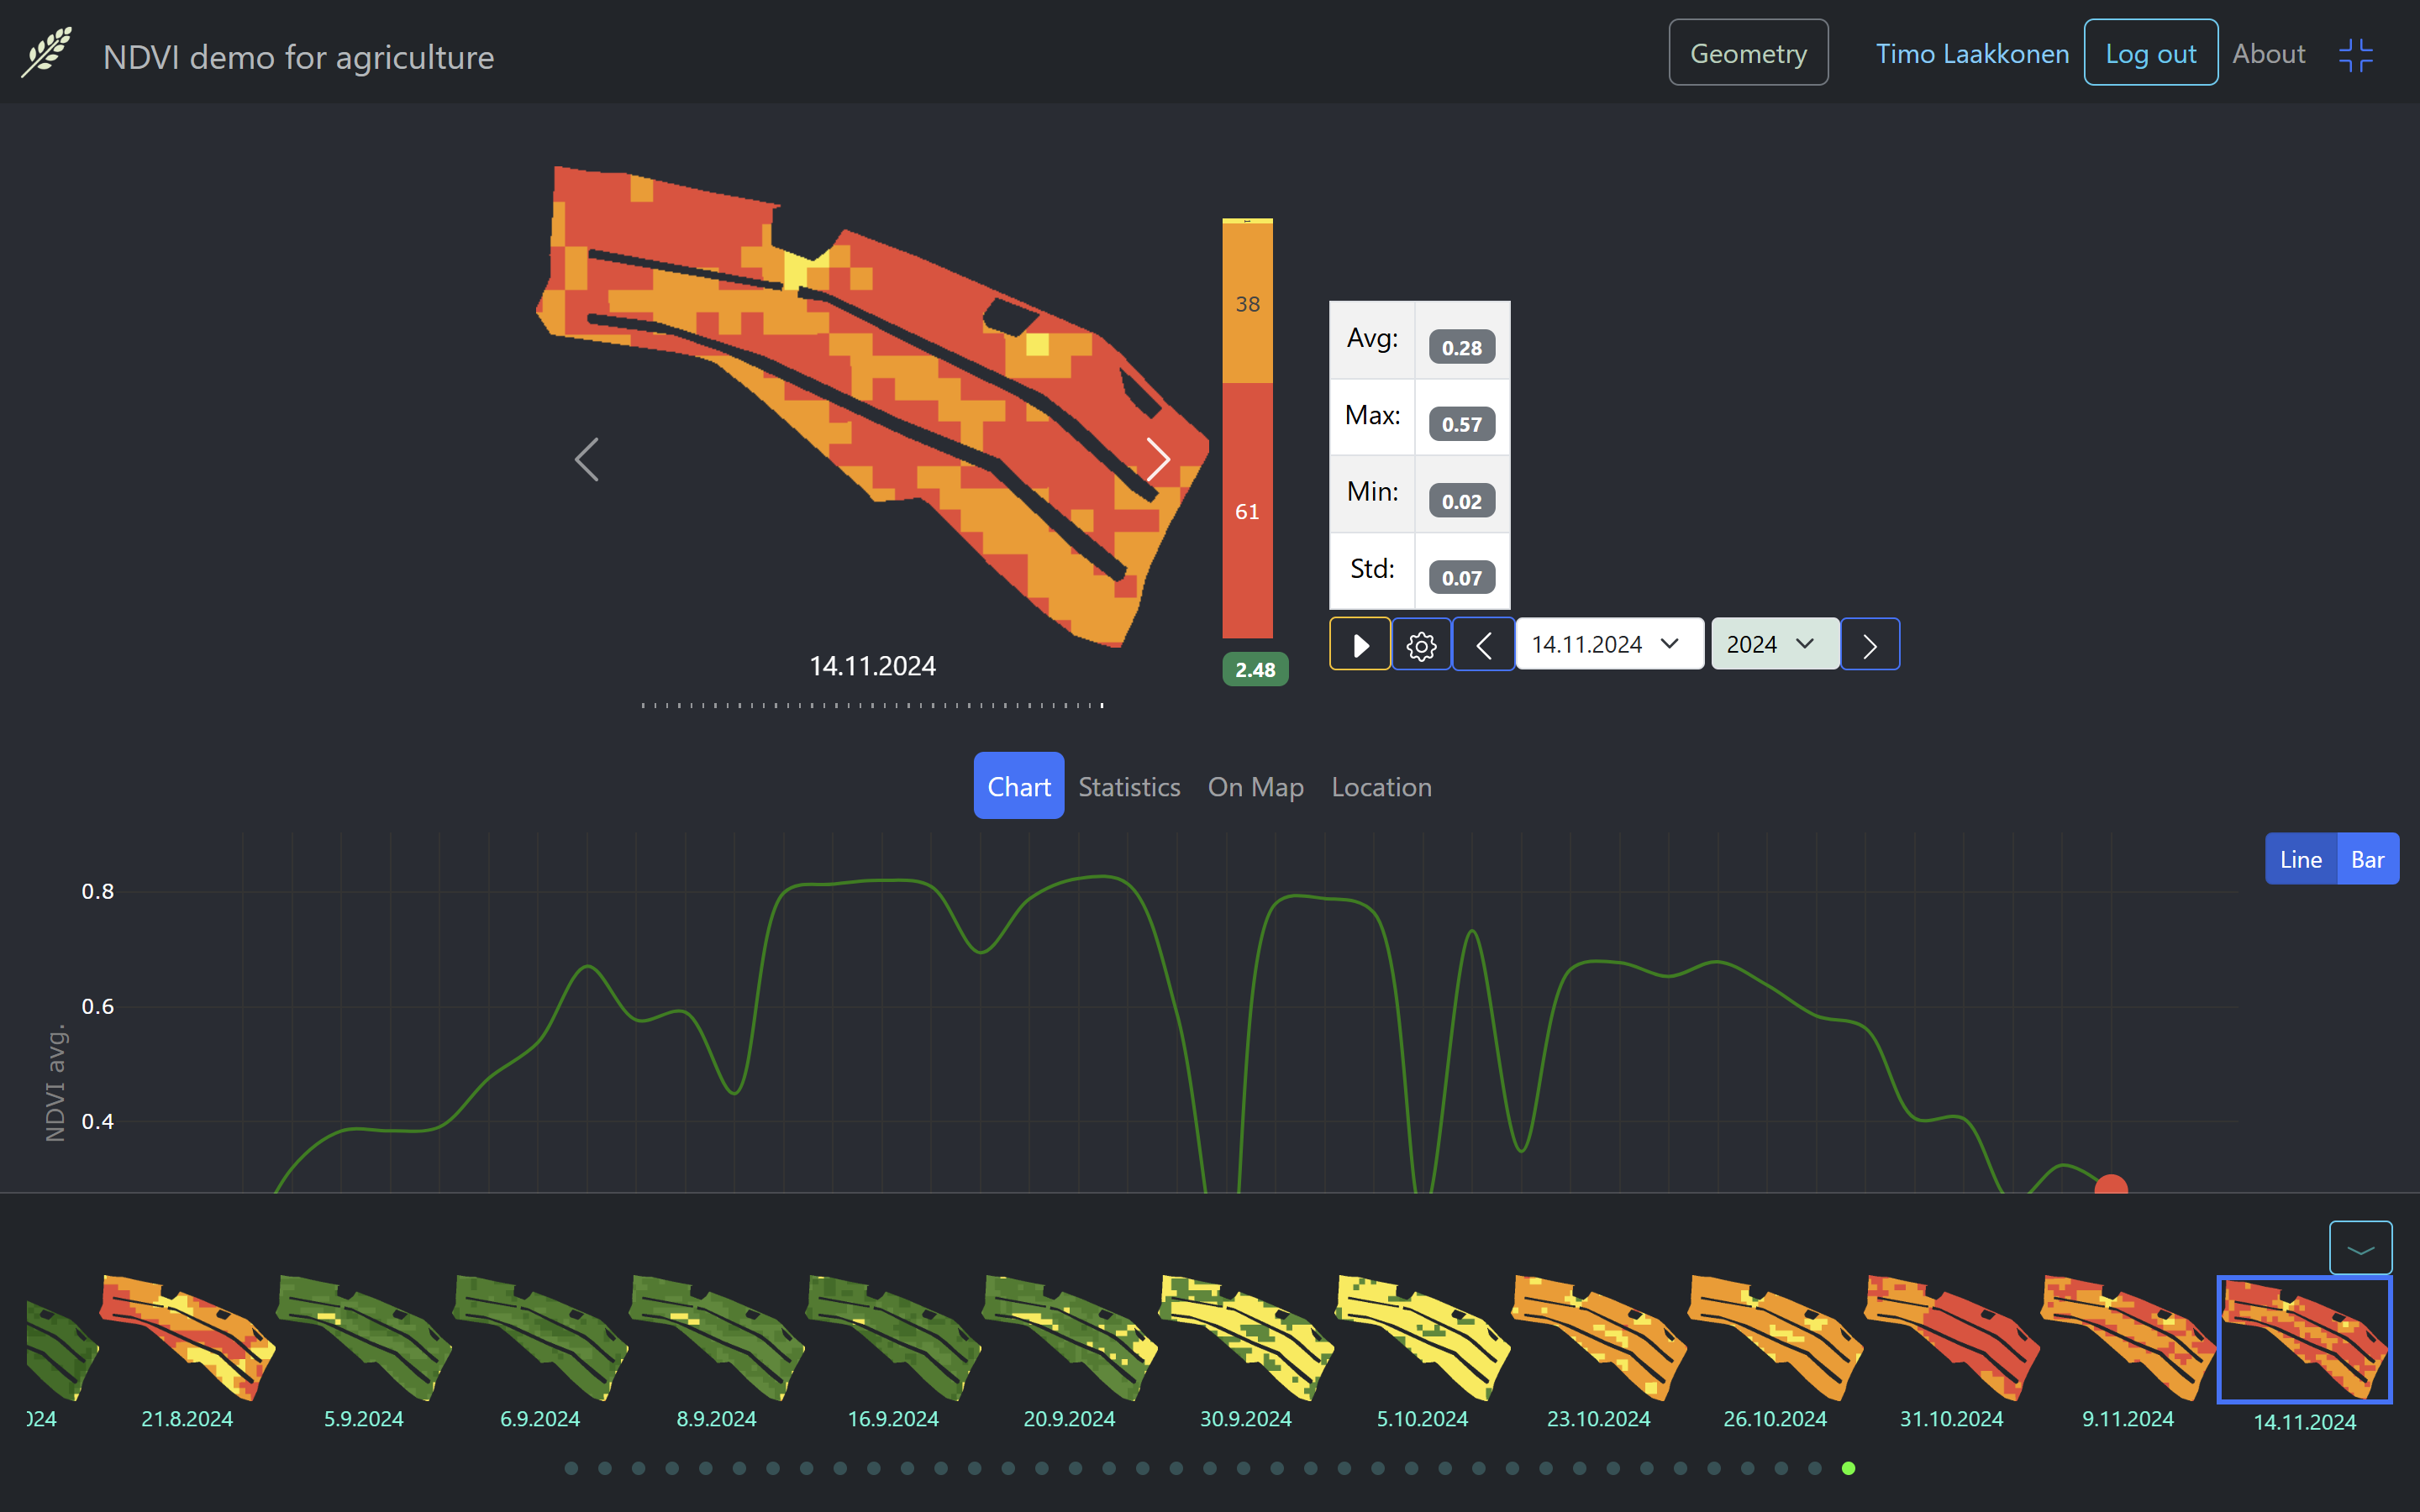 NDVI demo for agriculture
Geometry
Timo Laakkonen
Log out
About
38
61
2.48
Avg: 0.28
Max: 0.57
Min: 0.02
Std: 0.07
14.11.2024
2024
14.11.2024
Chart
Statistics
On Map
Location
Line
Bar
0.8
0.6
0.4
NDVI avg.
024
21.8.2024
5.9.2024
6.9.2024
8.9.2024
16.9.2024
20.9.2024
30.9.2024
5.10.2024
23.10.2024
26.10.2024
31.10.2024
9.11.2024
14.11.2024